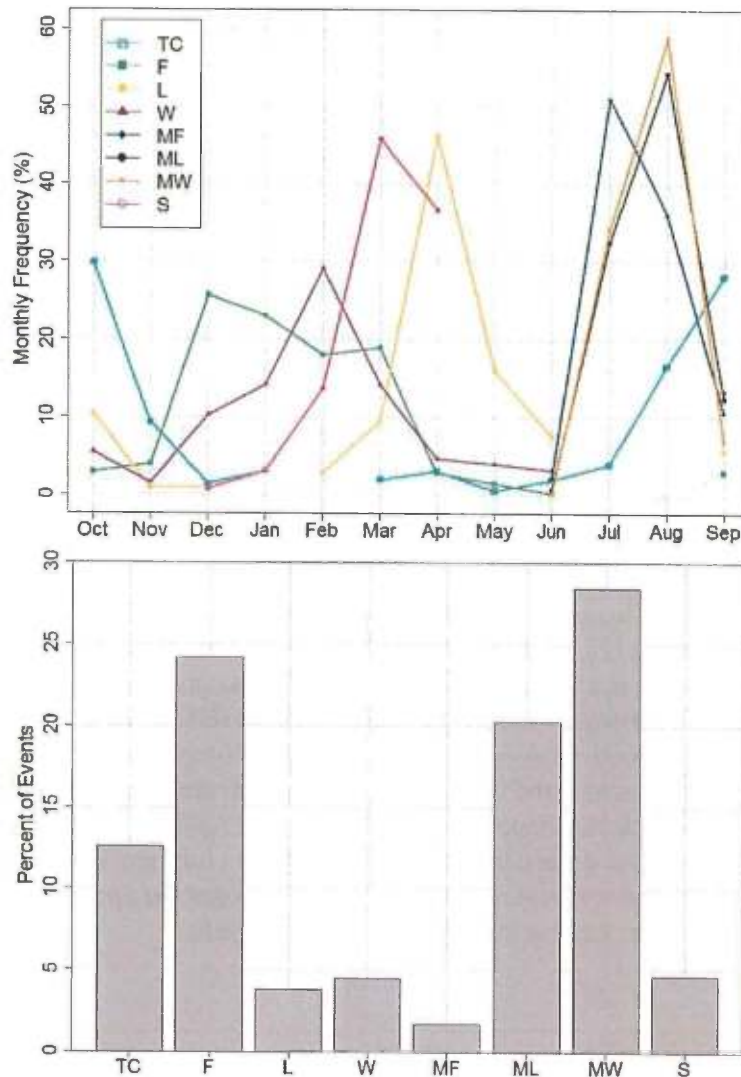 Monthly Frequency (%)
60
50
40
30
20
10
0
TC
F
L
W
MF
ML
MW
S
Oct Nov Dec Jan Feb Mar Apr May Jun Jul Aug Sep
Percent of Events
30
25
20
15
10
5
0
TC F L W MF ML MW S